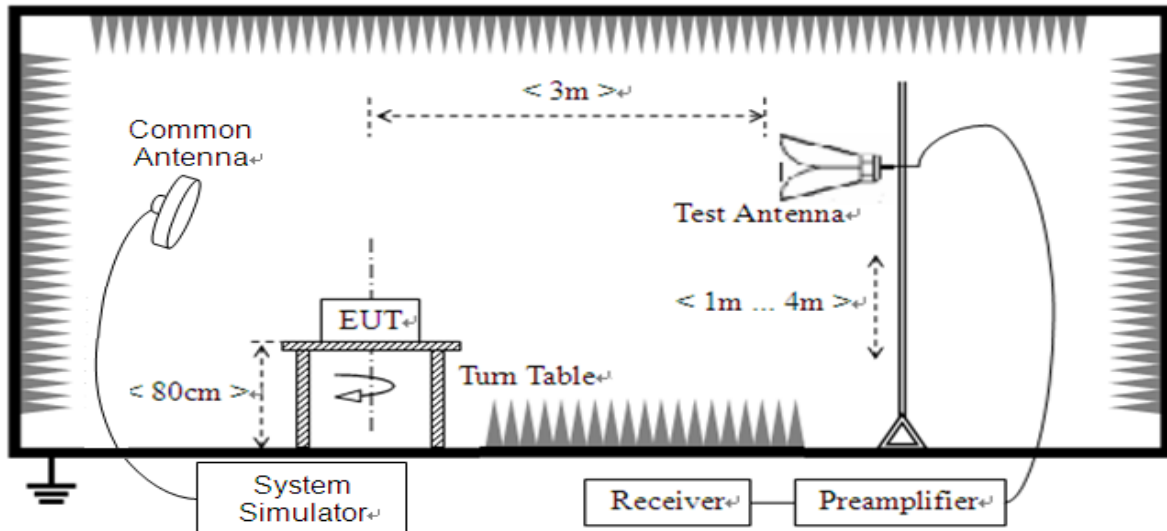 < 3m >↵
Common
Antenna↵
Test Antenna↵
< 1m ... 4m >↵
EUT↵
Turn Table↵
< 80cm >↵
System
Simulator↵
Receiver↵
Preamplifier↵